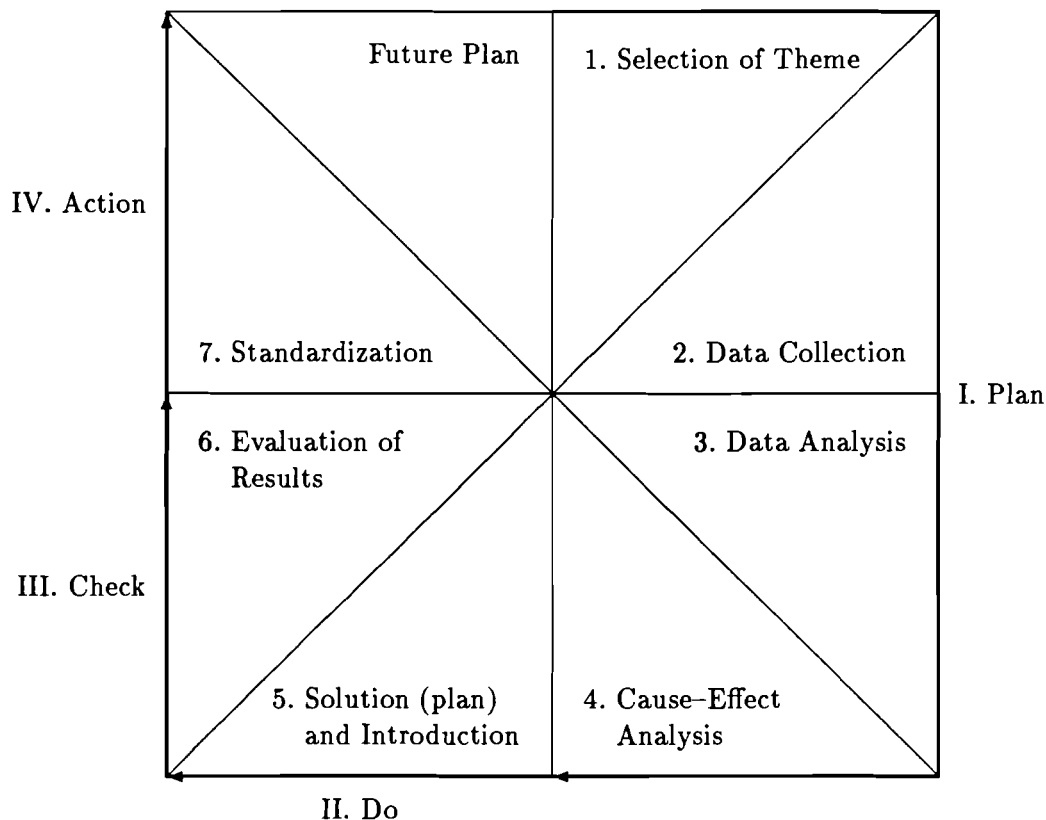 Future Plan
1. Selection of Theme
IV. Action
7. Standardization
2. Data Collection
I. Plan
6. Evaluation of
Results
3. Data Analysis
III. Check
5. Solution (plan)
and Introduction
4. Cause–Effect
Analysis
II. Do